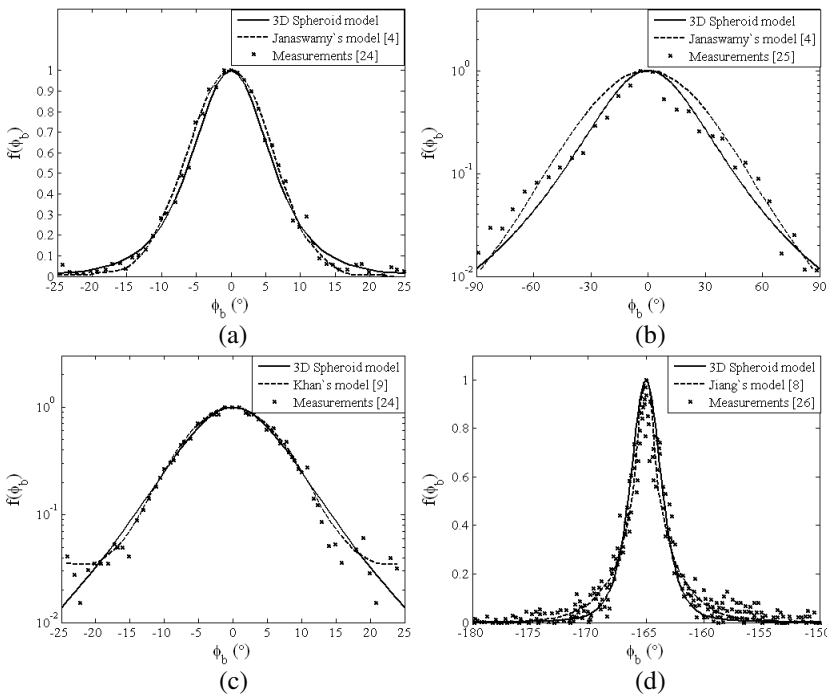 3D Spheroid model
Janaswamy`s model [4]
Measurements [24]
1
0.9
0.8
0.7
0.6
0.5
0.4
0.3
0.2
0.1
0
f(ϕb)
-25 -20 -15 -10 -5 0 5 10 15 20 25
ϕb (°)
(a)
3D Spheroid model
Janaswamy`s model [4]
Measurements [25]
10^0
10^-1
10^-2
f(ϕb)
-90 -60 -30 0 30 60 90
ϕb (°)
(b)
3D Spheroid model
Khan`s model [9]
Measurements [24]
10^0
10^-1
10^-2
f(ϕb)
-25 -20 -15 -10 -5 0 5 10 15 20 25
ϕb (°)
(c)
3D Spheroid model
Jiang`s model [8]
Measurements [26]
1
0.8
0.6
0.4
0.2
0
f(ϕb)
-180 -175 -170 -165 -160 -155 -150
ϕb (°)
(d)